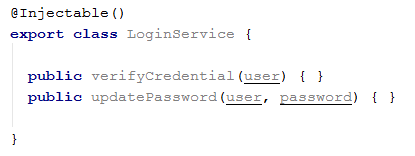 @Injectable()
export class LoginService {
public verifyCredential(user) { }
public updatePassword(user, password) { }
}